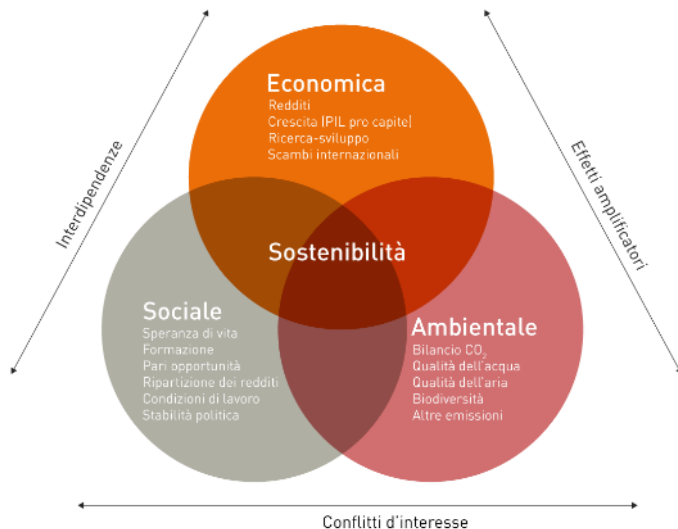 Economica
Redditi
Crescita [PIL pro capite]
Ricerca-sviluppo
Scambi internazionali
Interdipendenze
Effetti amplificatori
Sostenibilità
Sociale
Speranza di vita
Formazione
Pari opportunità
Ripartizione dei redditi
Condizioni di lavoro
Stabilità politica
Ambientale
Bilancio CO₂
Qualità dell'acqua
Qualità dell'aria
Biodiversità
Altre emissioni
Conflitti d'interesse